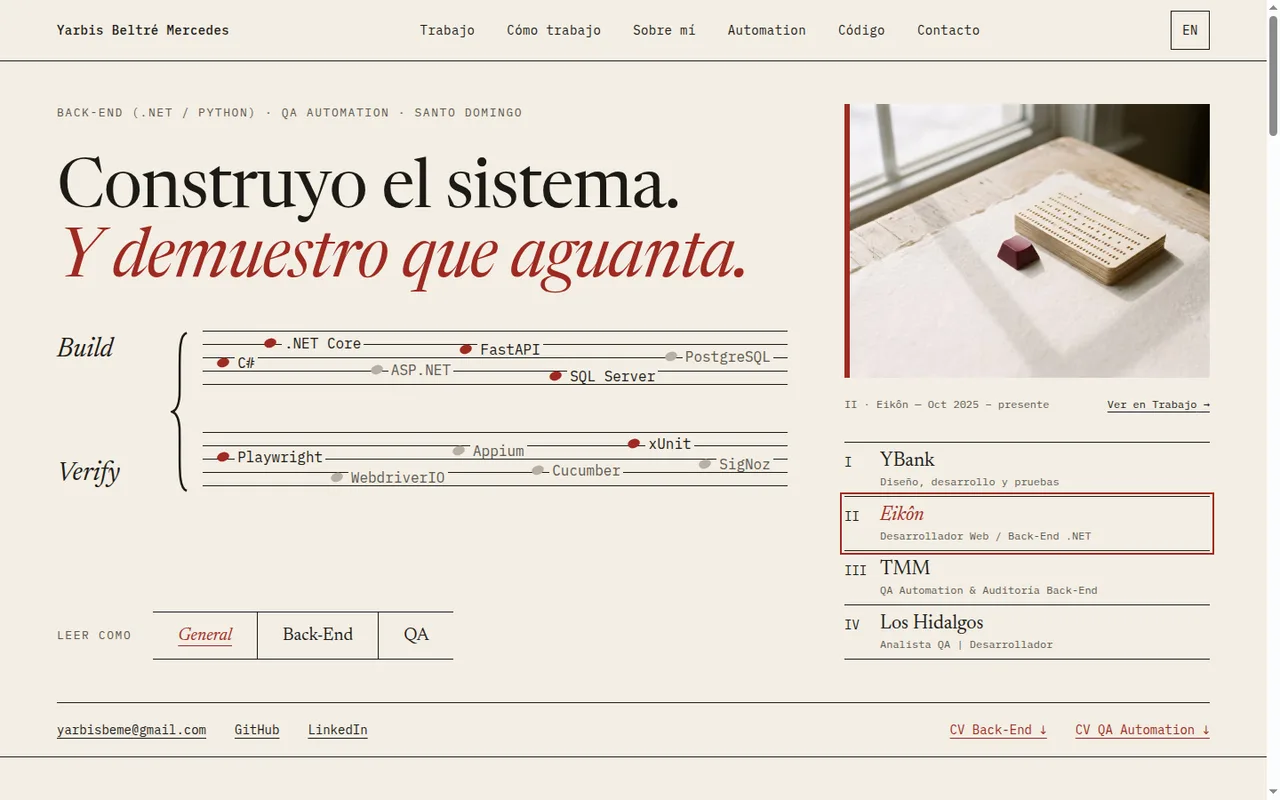 Yarbis Beltré Mercedes
Trabajo Cómo trabajo Sobre mí Automation Código Contacto
EN
BACK-END (.NET / PYTHON) · QA AUTOMATION · SANTO DOMINGO
Construyo el sistema.
Y demuestro que aguanta.
Build
.NET Core
FastAPI
PostgreSQL
C#
ASP.NET
SQL Server
Verify
Playwright
Appium
xUnit
WebdriverIO
Cucumber
SigNoz
LEER COMO
General
Back-End
QA
II · Eikôn — Oct 2025 – presente
Ver en Trabajo →
I YBank
Diseño, desarrollo y pruebas
II Eikôn
Desarrollador Web / Back-End .NET
III TMM
QA Automation & Auditoría Back-End
IV Los Hidalgos
Analista QA | Desarrollador
yarbisbeme@gmail.com GitHub LinkedIn
CV Back-End ↓ CV QA Automation ↓